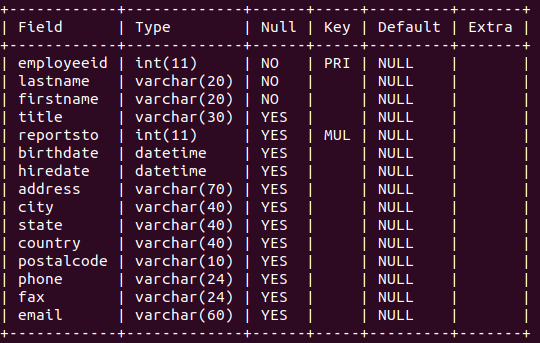 +------------+-------------+------+-----+---------+-------+
| Field      | Type        | Null | Key | Default | Extra |
+------------+-------------+------+-----+---------+-------+
| employeeid | int(11)     | NO   | PRI | NULL    |       |
| lastname   | varchar(20) | NO   |     | NULL    |       |
| firstname  | varchar(20) | NO   |     | NULL    |       |
| title      | varchar(30) | YES  |     | NULL    |       |
| reportsto  | int(11)     | YES  | MUL | NULL    |       |
| birthdate  | datetime    | YES  |     | NULL    |       |
| hiredate   | datetime    | YES  |     | NULL    |       |
| address    | varchar(70) | YES  |     | NULL    |       |
| city       | varchar(40) | YES  |     | NULL    |       |
| state      | varchar(40) | YES  |     | NULL    |       |
| country    | varchar(40) | YES  |     | NULL    |       |
| postalcode | varchar(10) | YES  |     | NULL    |       |
| phone      | varchar(24) | YES  |     | NULL    |       |
| fax        | varchar(24) | YES  |     | NULL    |       |
| email      | varchar(60) | YES  |     | NULL    |       |
+------------+-------------+------+-----+---------+-------+